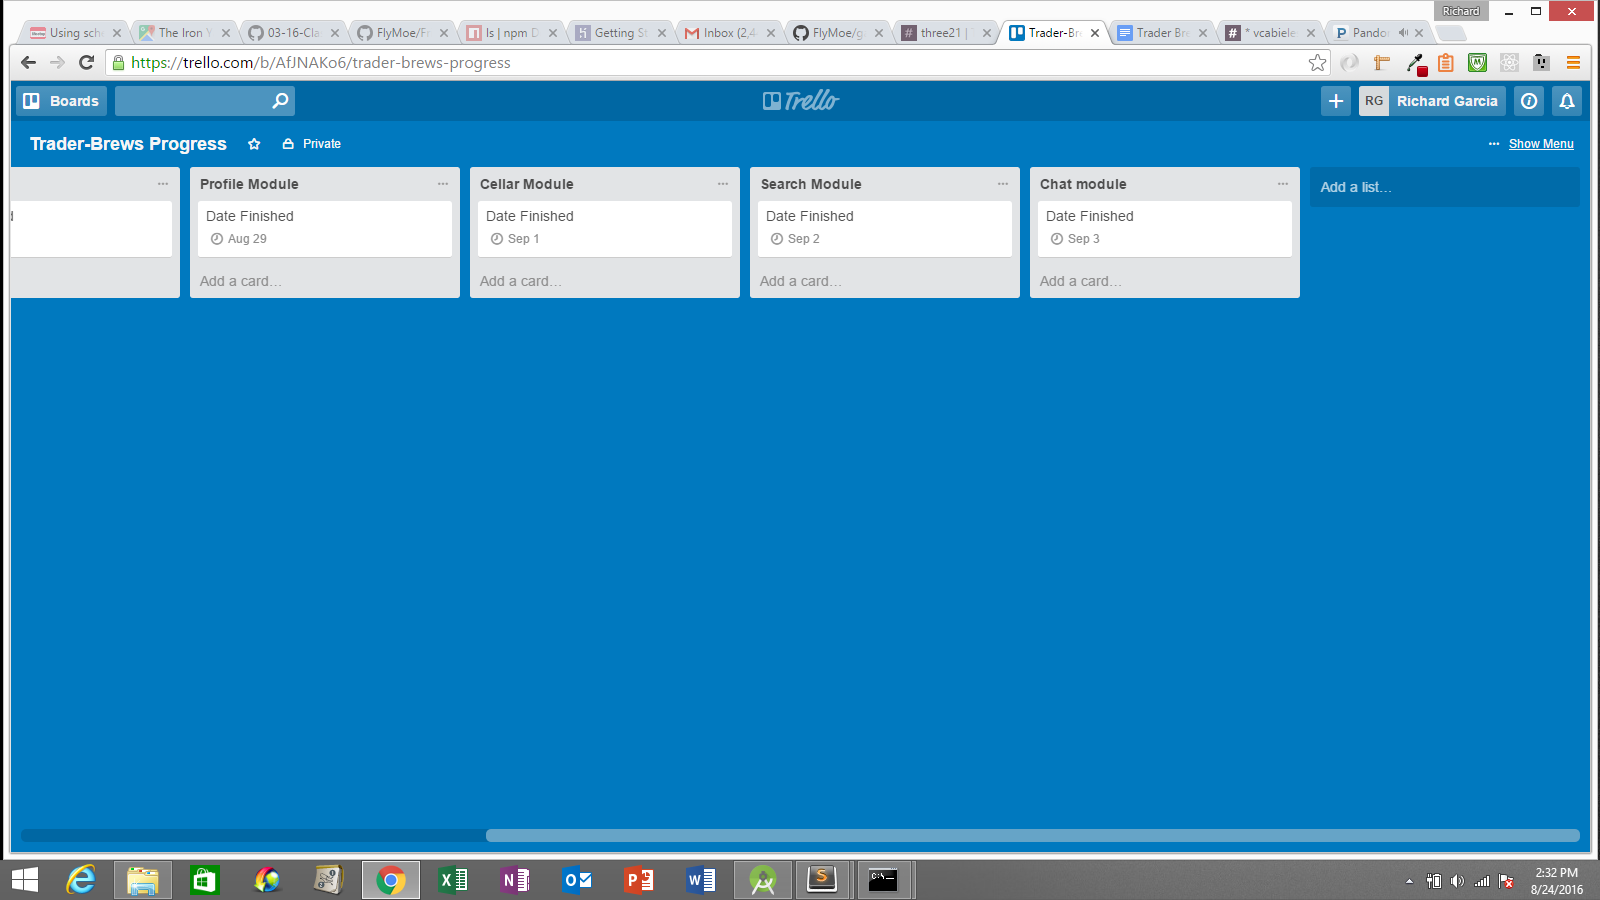 Richard
Using sch
The Iron Y
03-16-Cla
FlyMoe/Fr
ls | npm D
Getting St
Inbox (2,4
FlyMoe/g
three21 |
Trader-Br
Trader Br
* vcabiele
Pando
https://trello.com/b/AfJNAKo6/trader-brews-progress
Boards
Trello
RG Richard Garcia
Trader-Brews Progress
Private
Show Menu
Profile Module
Cellar Module
Search Module
Chat module
Add a list...
Date Finished
Date Finished
Date Finished
Date Finished
Aug 29
Sep 1
Sep 2
Sep 3
Add a card...
Add a card...
Add a card...
Add a card...
2:32 PM
8/24/2016